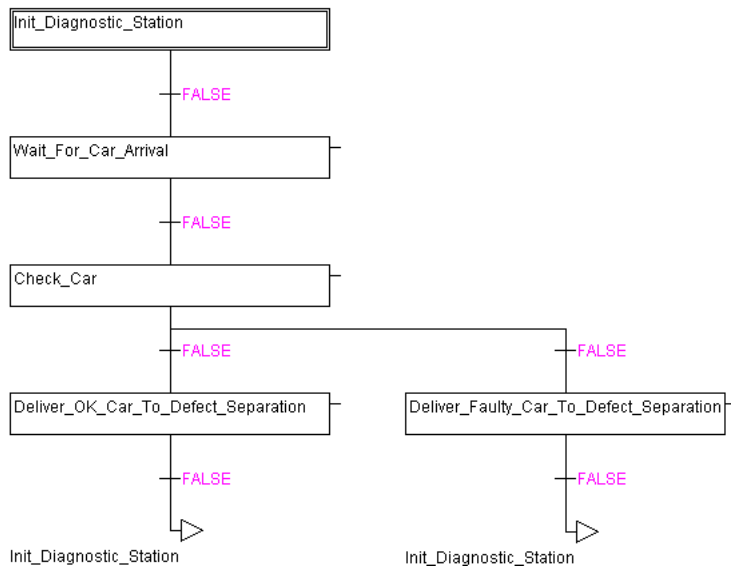 Init_Diagnostic_Station
FALSE
Wait_For_Car_Arrival
FALSE
Check_Car
FALSE
FALSE
Deliver_OK_Car_To_Defect_Separation
Deliver_Faulty_Car_To_Defect_Separation
FALSE
FALSE
Init_Diagnostic_Station
Init_Diagnostic_Station